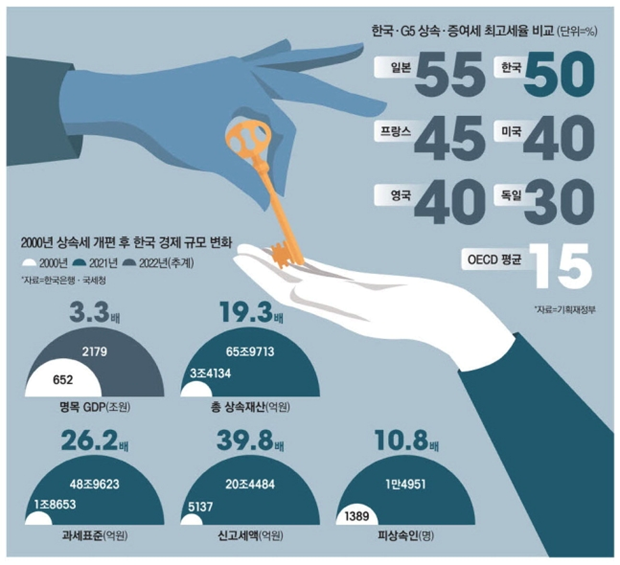 한국·G5 상속·증여세 최고세율 비교 (단위=%)
일본 55 한국 50
프랑스 45 미국 40
영국 40 독일 30
OECD 평균 15
*자료=기획재정부
2000년 상속세 개편 후 한국 경제 규모 변화
2000년 2021년 2022년(추계)
*자료=한국은행·국세청
3.3배 19.3배
2179 65조9713
652 3조4134
명목 GDP(조원) 총 상속재산(억원)
26.2배 39.8배 10.8배
48조9623 20조4484 1만4951
1조8653 5137 1389
과세표준(억원) 신고세액(억원) 피상속인(명)